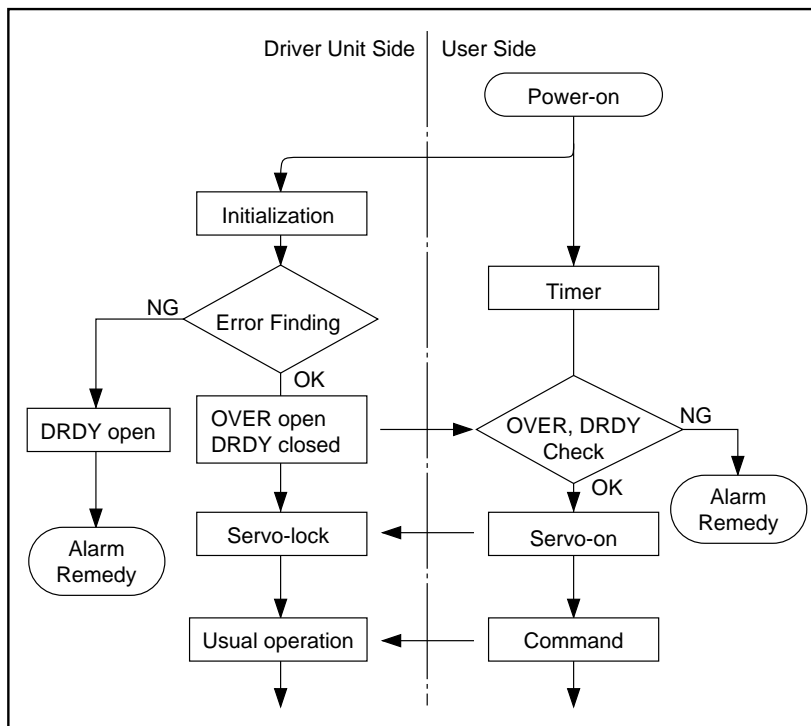 Driver Unit Side
User Side
Power-on
Initialization
Timer
NG
Error Finding
OK
DRDY open
OVER open
DRDY closed
OVER, DRDY
Check
NG
OK
Alarm
Remedy
Servo-lock
Servo-on
Alarm
Remedy
Usual operation
Command